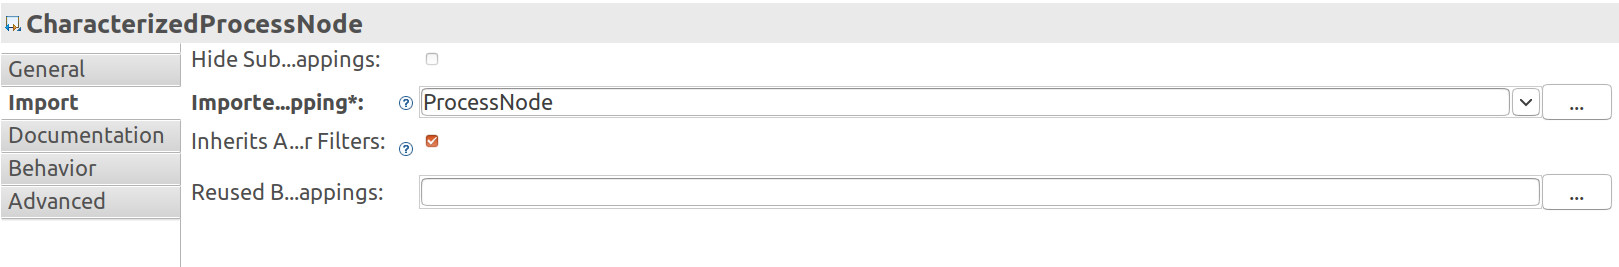 CharacterizedProcessNode
General
Import
Documentation
Behavior
Advanced
Hide Sub...appings:
Importe...pping*: ? ProcessNode ...
Inherits A...r Filters: ?
Reused B...appings: ...